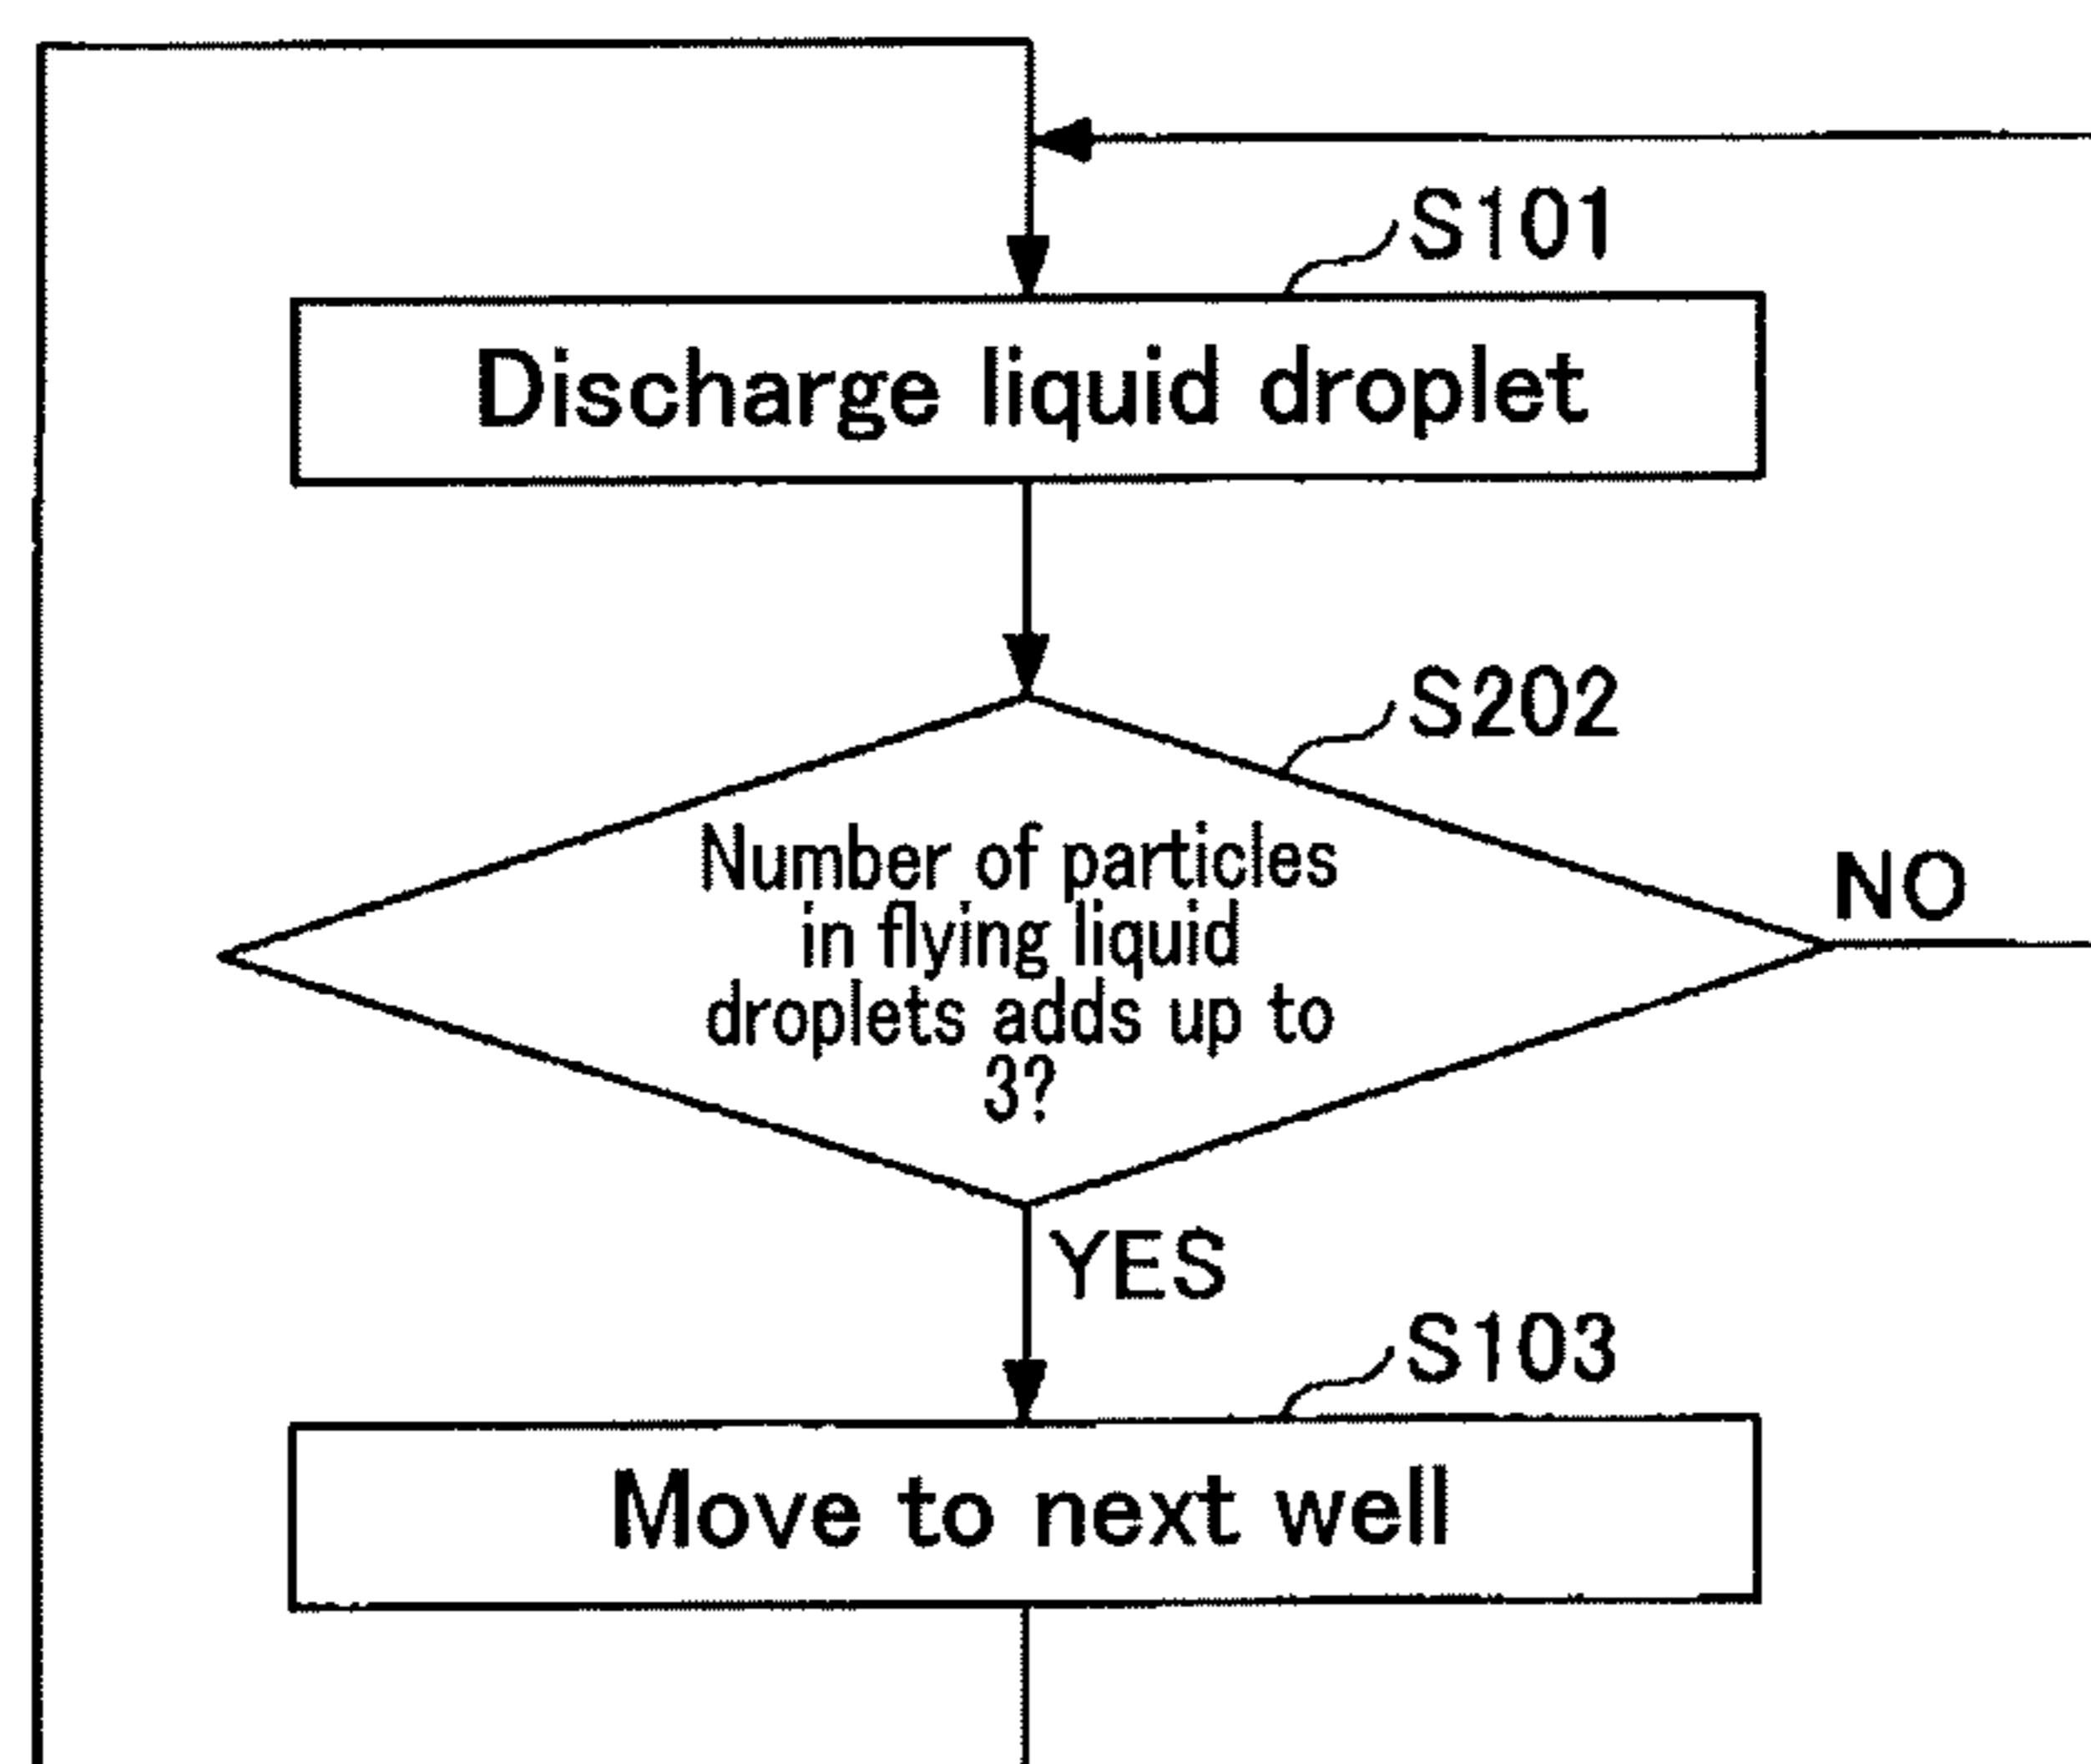 S101
Discharge liquid droplet
S202
Number of particles
in flying liquid
droplets adds up to
3?
NO
YES
S103
Move to next well